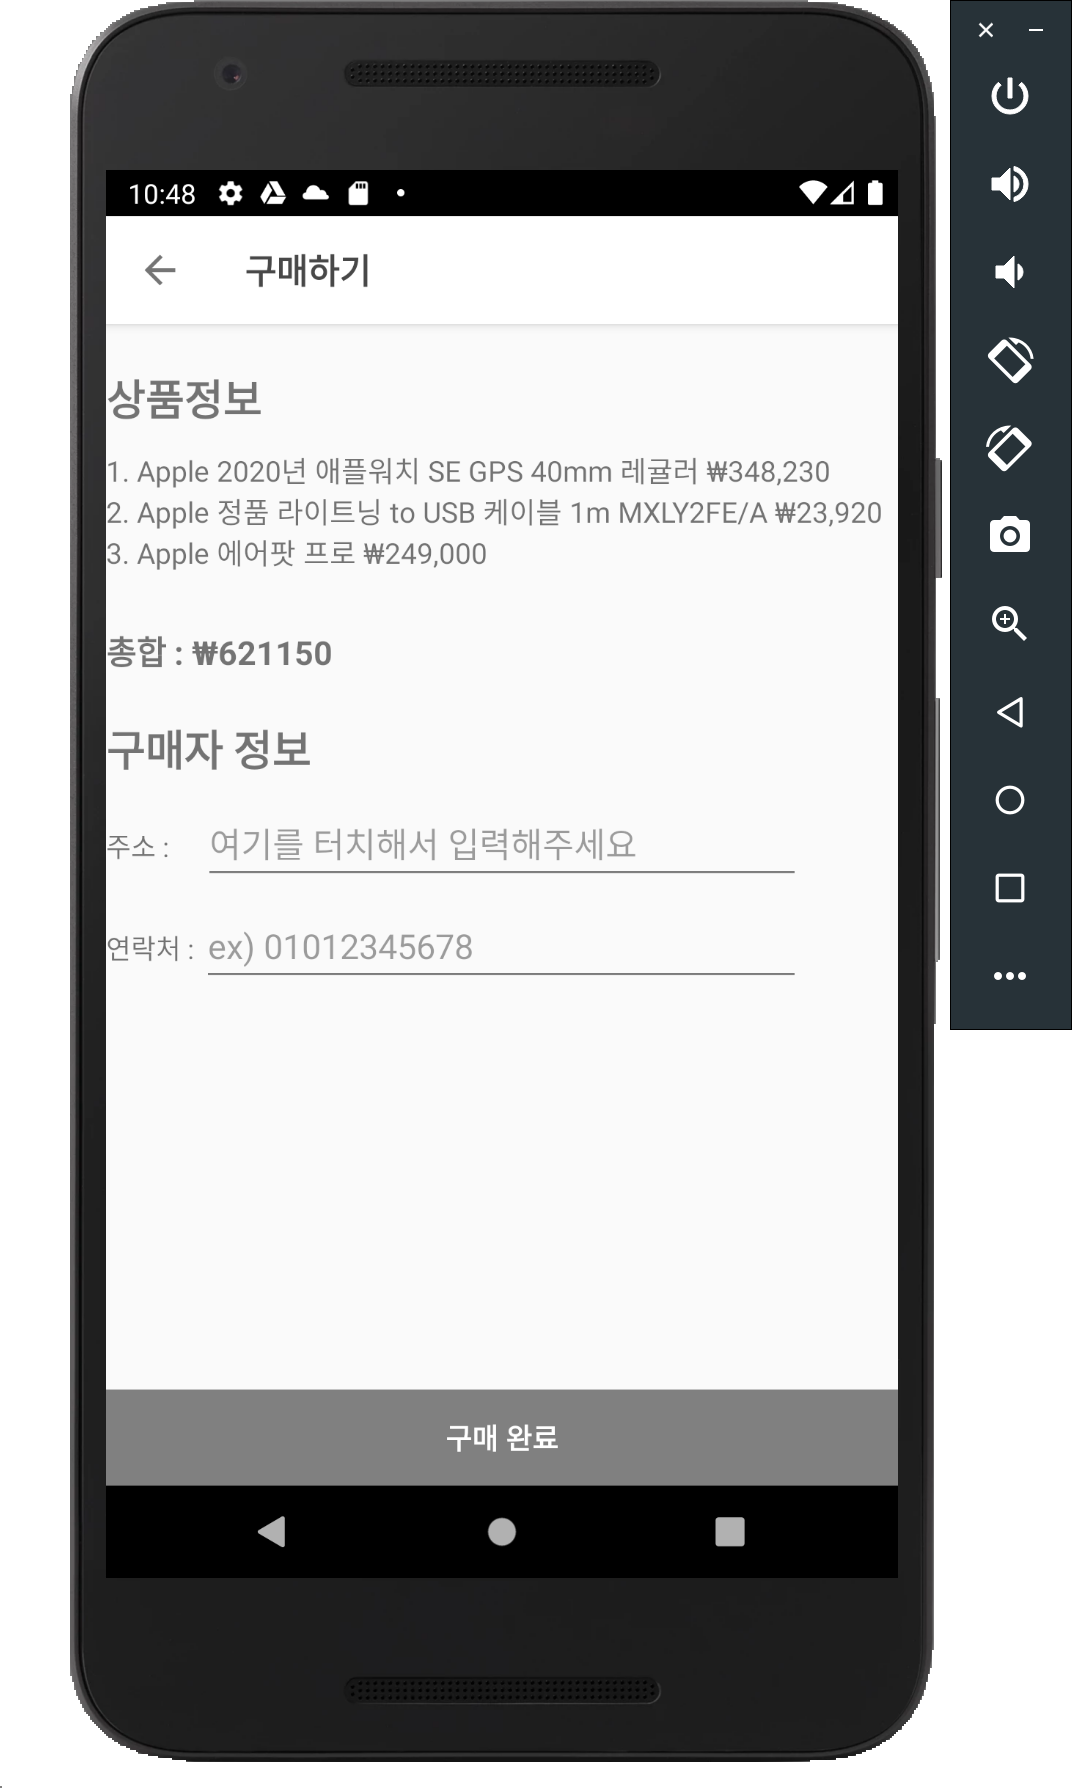 10:48
구매하기
상품정보
1. Apple 2020년 애플워치 SE GPS 40mm 레귤러 ₩348,230
2. Apple 정품 라이트닝 to USB 케이블 1m MXLY2FE/A ₩23,920
3. Apple 에어팟 프로 ₩249,000
총합 : ₩621150
구매자 정보
주소 : 여기를 터치해서 입력해주세요
연락처 : ex) 01012345678
구매 완료